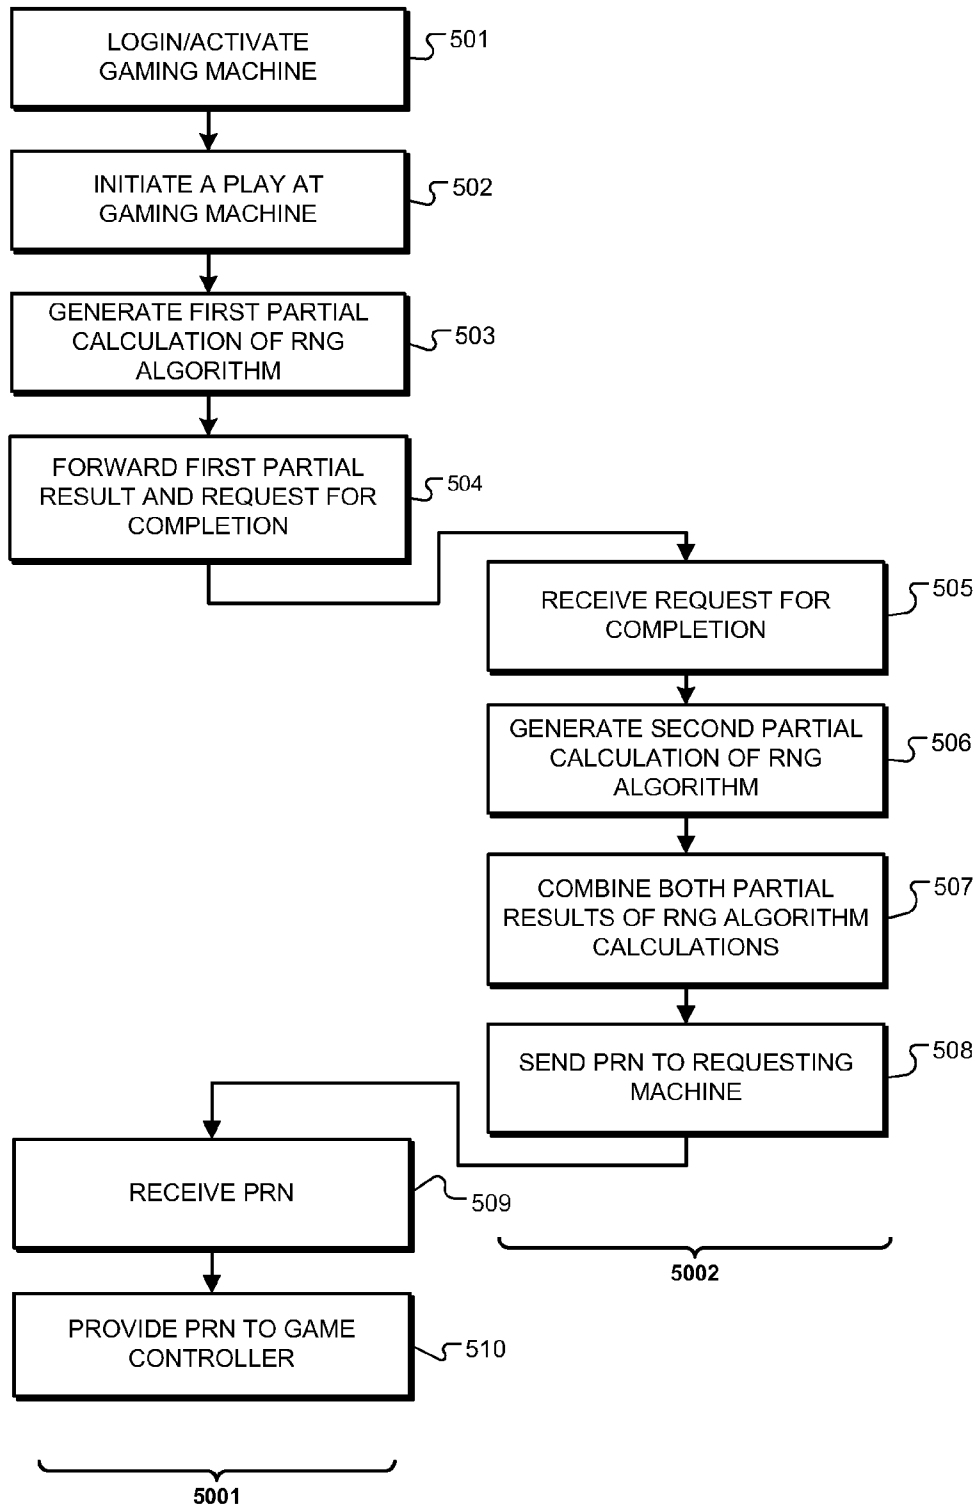 LOGIN/ACTIVATE
GAMING MACHINE
501
INITIATE A PLAY AT
GAMING MACHINE
502
GENERATE FIRST PARTIAL
CALCULATION OF RNG
ALGORITHM
503
FORWARD FIRST PARTIAL
RESULT AND REQUEST FOR
COMPLETION
504
RECEIVE REQUEST FOR
COMPLETION
505
GENERATE SECOND PARTIAL
CALCULATION OF RNG
ALGORITHM
506
COMBINE BOTH PARTIAL
RESULTS OF RNG ALGORITHM
CALCULATIONS
507
SEND PRN TO REQUESTING
MACHINE
508
RECEIVE PRN
509
5002
PROVIDE PRN TO GAME
CONTROLLER
510
5001